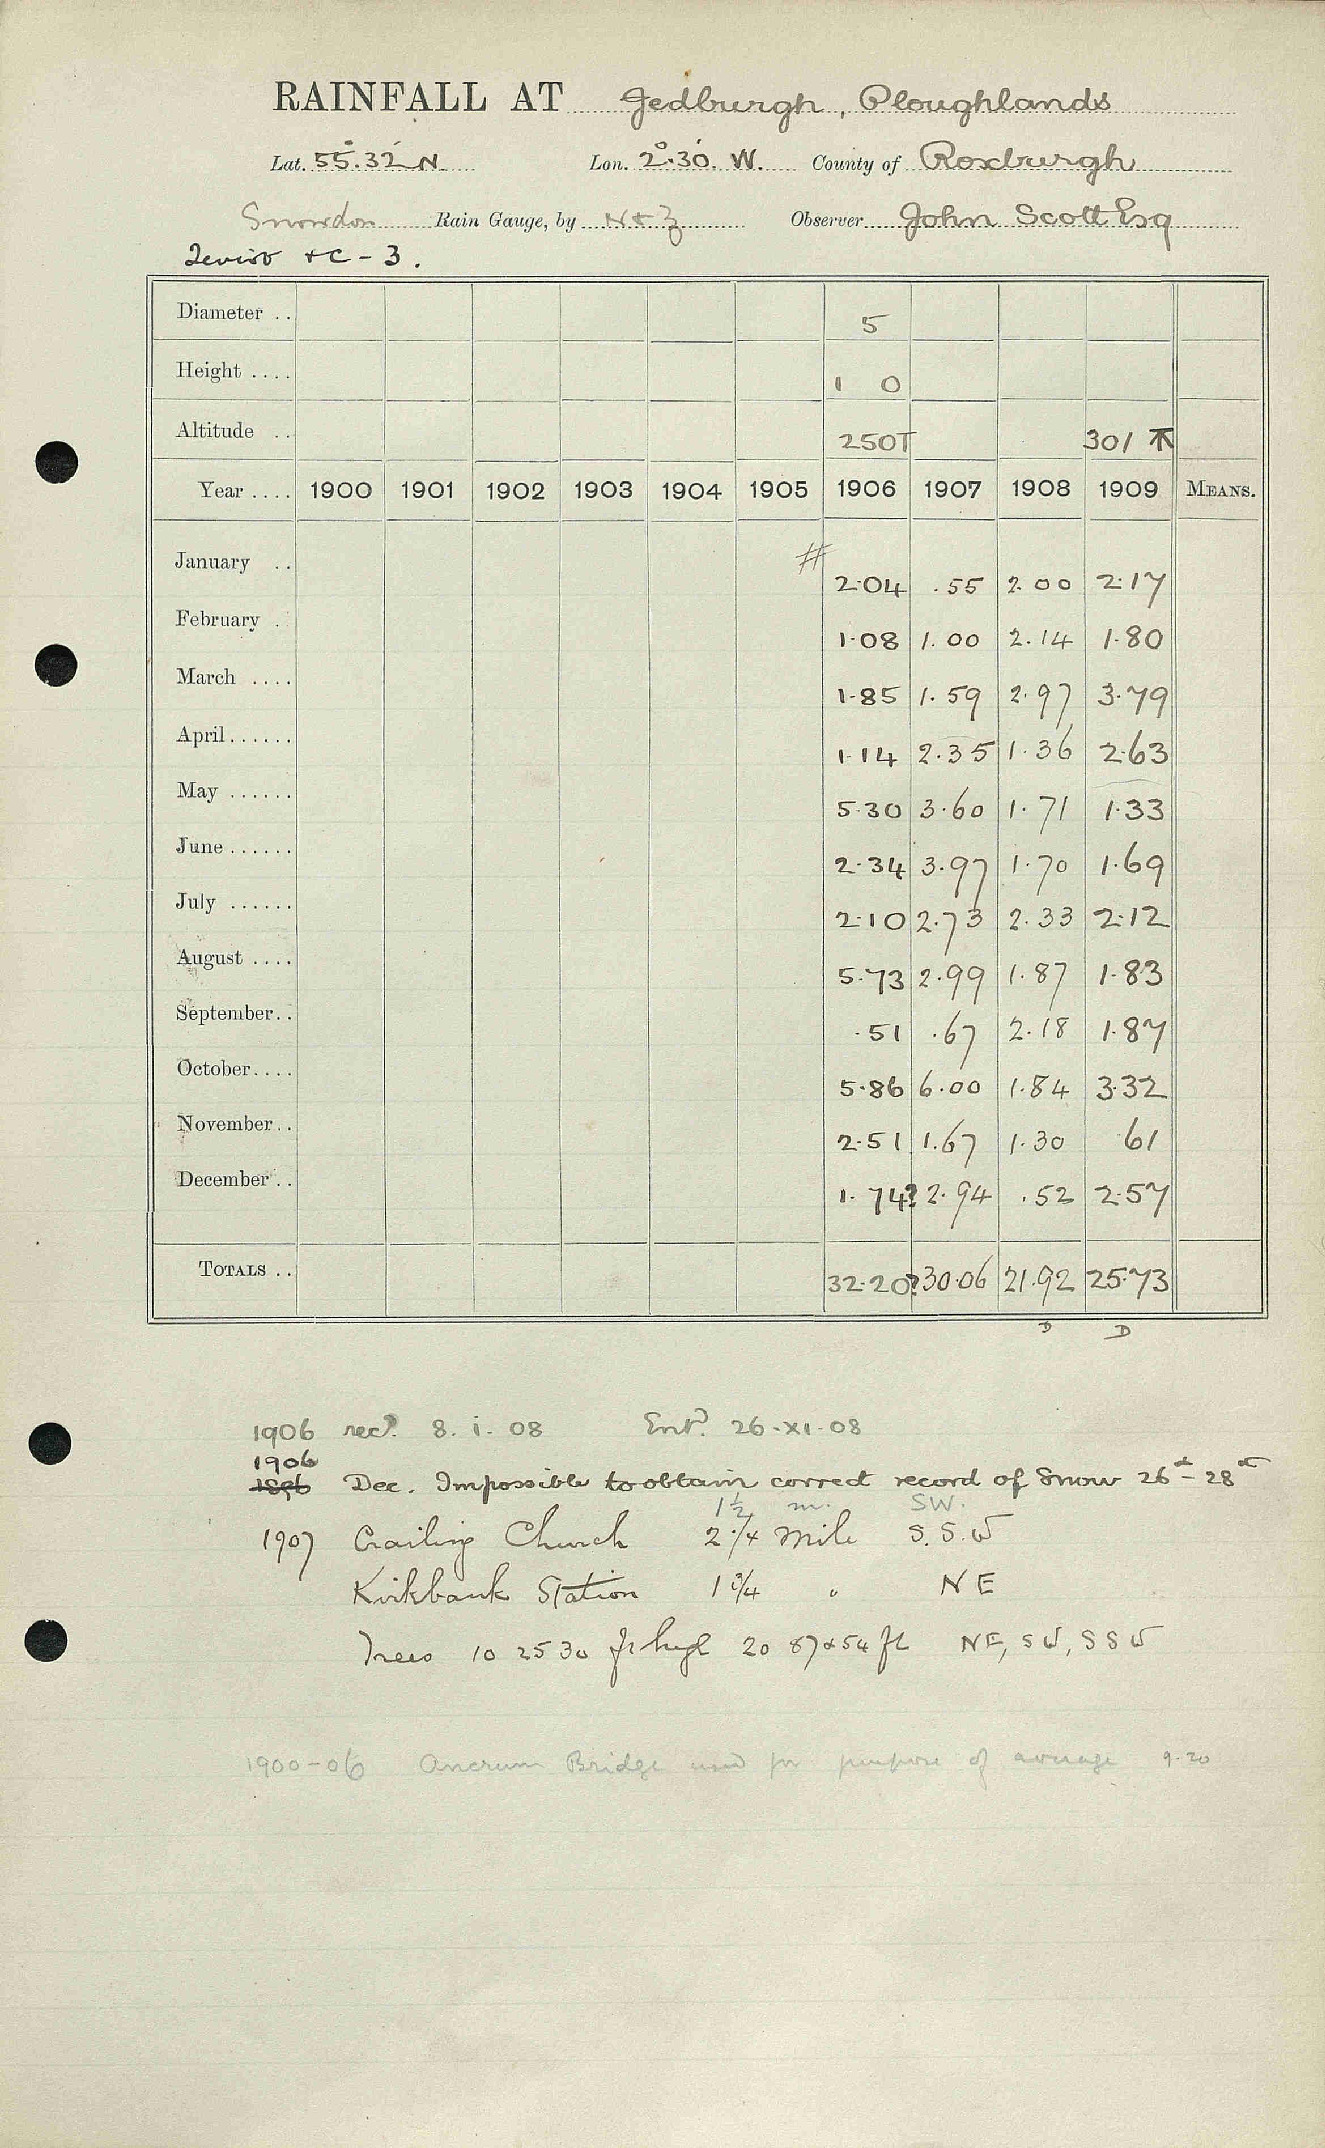 RAINFALL AT Jedburgh, Ploughlands
Lat. 55°.32' N Lon. 2°.30'. W. County of Roxburgh
Snowdon Rain Gauge, by N & Z Observer John Scott Esq
Teviot + C - 3.
Diameter .. 5
Height .... 1 0
Altitude .. 250T 301 T
Year .... 1900 1901 1902 1903 1904 1905 1906 1907 1908 1909 MEANS.
January .. # 2.04 .55 2.00 2.17
February . 1.08 1.00 2.14 1.80
March .... 1.85 1.59 2.97 3.79
April...... 1.14 2.35 1.36 2.63
May ...... 5.30 3.60 1.71 1.33
June...... 2.34 3.97 1.70 1.69
July ...... 2.10 2.73 2.33 2.12
August .... 5.73 2.99 1.87 1.83
September.. .51 .67 2.18 1.87
October.... 5.86 6.00 1.84 3.32
November.. 2.51 1.67 1.30 61
December.. 1.74? 2.94 .52 2.57
TOTALS .. 32.20? 30.06 21.92 25.73
D D
1906 recd. 8. i. 08 Entd. 26.XI.08
1906
1896 Dec. Impossible to obtain correct record of Snow 26th - 28th
1½ m. SW.
1907 Crailing Church 2¼ mile S.S.W
Kirkbank Station 1¾ " NE
Trees 10 25 30 ft high 20 87 & 54 ft NE, SW, SSW
1900-06 Ancrum Bridge used for purpose of average 9.20